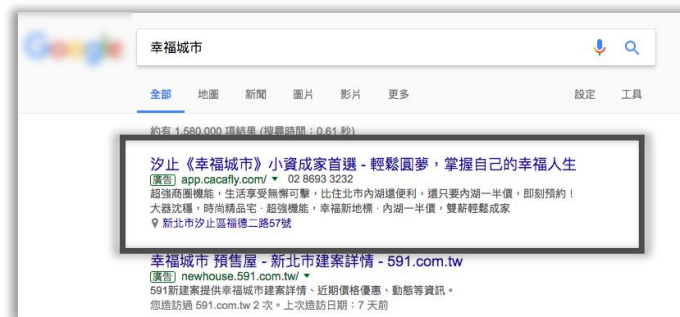 幸福城市
全部 地圖 新聞 圖片 影片 更多 設定 工具
約有 1,580,000 項結果 (搜尋時間：0.61 秒)
汐止《幸福城市》小資成家首選 - 輕鬆圓夢，掌握自己的幸福人生
廣告 app.cacafly.com/ ▼ 02 8693 3232
超強商圈機能，生活享受無懈可擊，比住北市內湖還便利，還只要內湖一半價，即刻預約！
大器沈穩，時尚精品宅 · 超強機能，幸福新地標 · 內湖一半價，雙薪輕鬆成家
新北市汐止區福德二路57號
幸福城市 預售屋 - 新北市建案詳情 - 591.com.tw
廣告 newhouse.591.com.tw/ ▼
591新建案提供幸福城市建案詳情、近期價格優惠、動態等資訊。
您造訪過 591.com.tw 2 次。上次造訪日期：7 天前